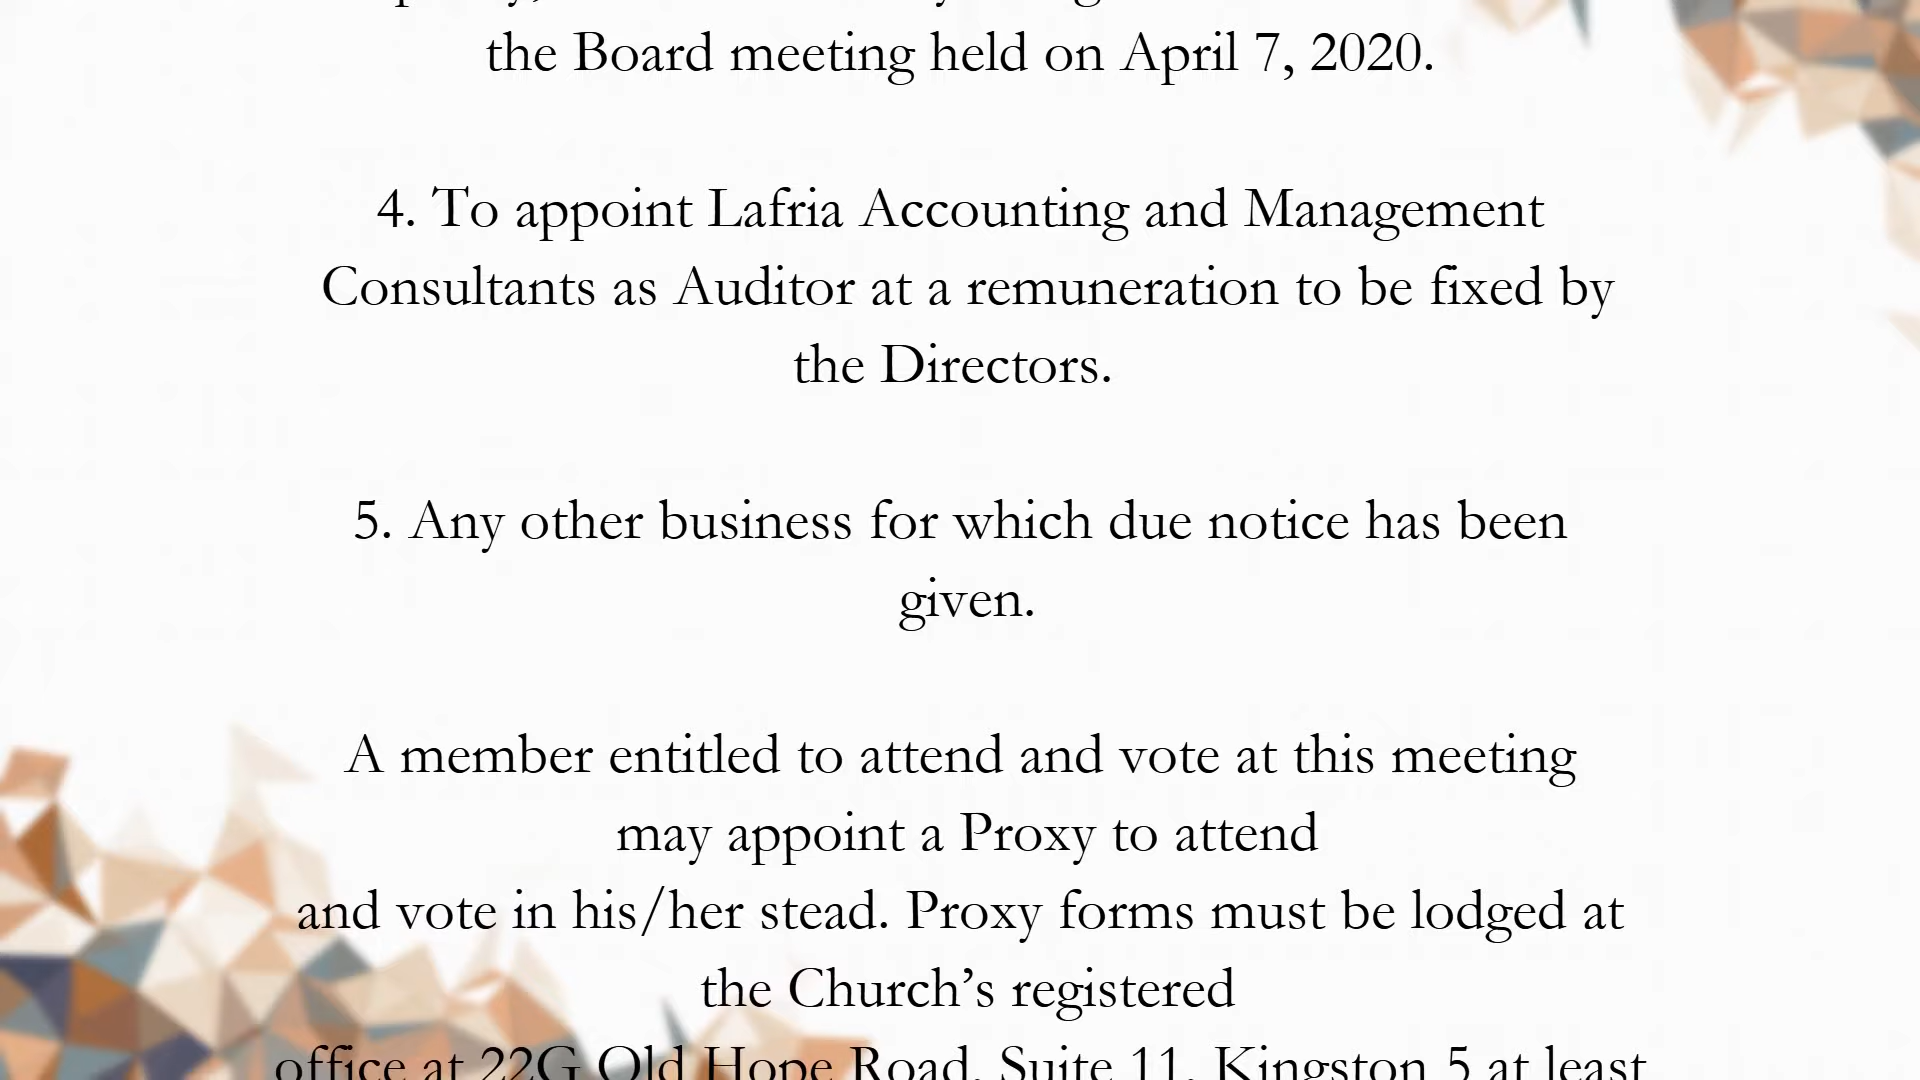 the Board meeting held on April 7, 2020.
4. To appoint Lafria Accounting and Management
Consultants as Auditor at a remuneration to be fixed by
the Directors.
5. Any other business for which due notice has been
given.
A member entitled to attend and vote at this meeting
may appoint a Proxy to attend
and vote in his/her stead. Proxy forms must be lodged at
the Church’s registered
office at 22G Old Hope Road, Suite 11, Kingston 5 at least